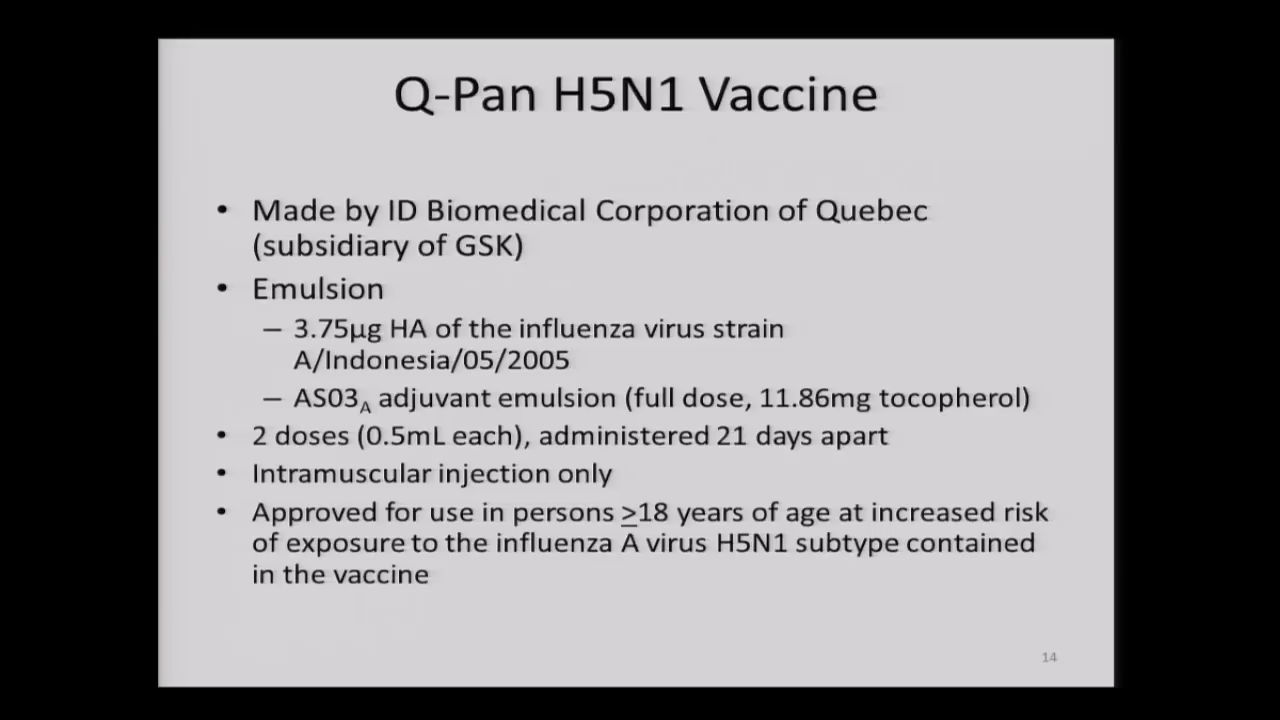 Q-Pan H5N1 Vaccine
• Made by ID Biomedical Corporation of Quebec
(subsidiary of GSK)
• Emulsion
– 3.75µg HA of the influenza virus strain
A/Indonesia/05/2005
– AS03A adjuvant emulsion (full dose, 11.86mg tocopherol)
• 2 doses (0.5mL each), administered 21 days apart
• Intramuscular injection only
• Approved for use in persons >18 years of age at increased risk
of exposure to the influenza A virus H5N1 subtype contained
in the vaccine
14